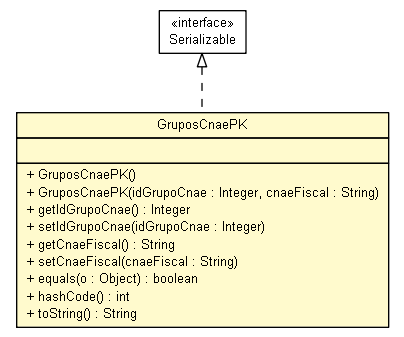 «interface»
Serializable
GruposCnaePK
+ GruposCnaePK()
+ GruposCnaePK(idGrupoCnae : Integer, cnaeFiscal : String)
+ getIdGrupoCnae() : Integer
+ setIdGrupoCnae(idGrupoCnae : Integer)
+ getCnaeFiscal() : String
+ setCnaeFiscal(cnaeFiscal : String)
+ equals(o : Object) : boolean
+ hashCode() : int
+ toString() : String